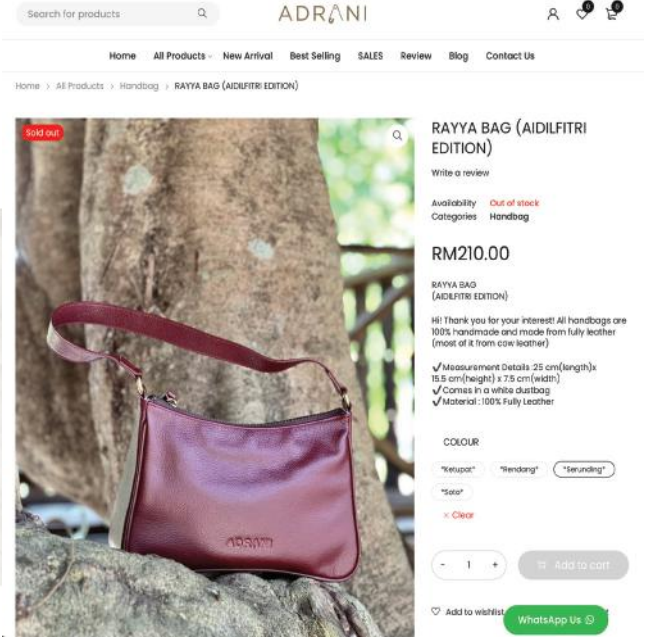 Search for products
ADRANI
0
0
Home All Products New Arrival Best Selling SALES Review Blog Contact Us
Home > All Products > Handbag > RAYYA BAG (AIDILFITRI EDITION)
Sold out
ADRANI
RAYYA BAG (AIDILFITRI
EDITION)
Write a review
Availability Out of stock
Categories Handbag
RM210.00
RAYYA BAG
(AIDILFITRI EDITION)
Hi! Thank you for your interest! All handbags are
100% handmade and made from fully leather
(most of it from cow leather)
✓Measurement Details :25 cm(length)x
15.5 cm(height) x 7.5 cm(width)
✓Comes in a white dustbag
✓Material : 100% Fully Leather
COLOUR
"Ketupat" "Rendang" "Serunding"
"Soto"
× Clear
- 1 + Add to cart
Add to wishlist
WhatsApp Us